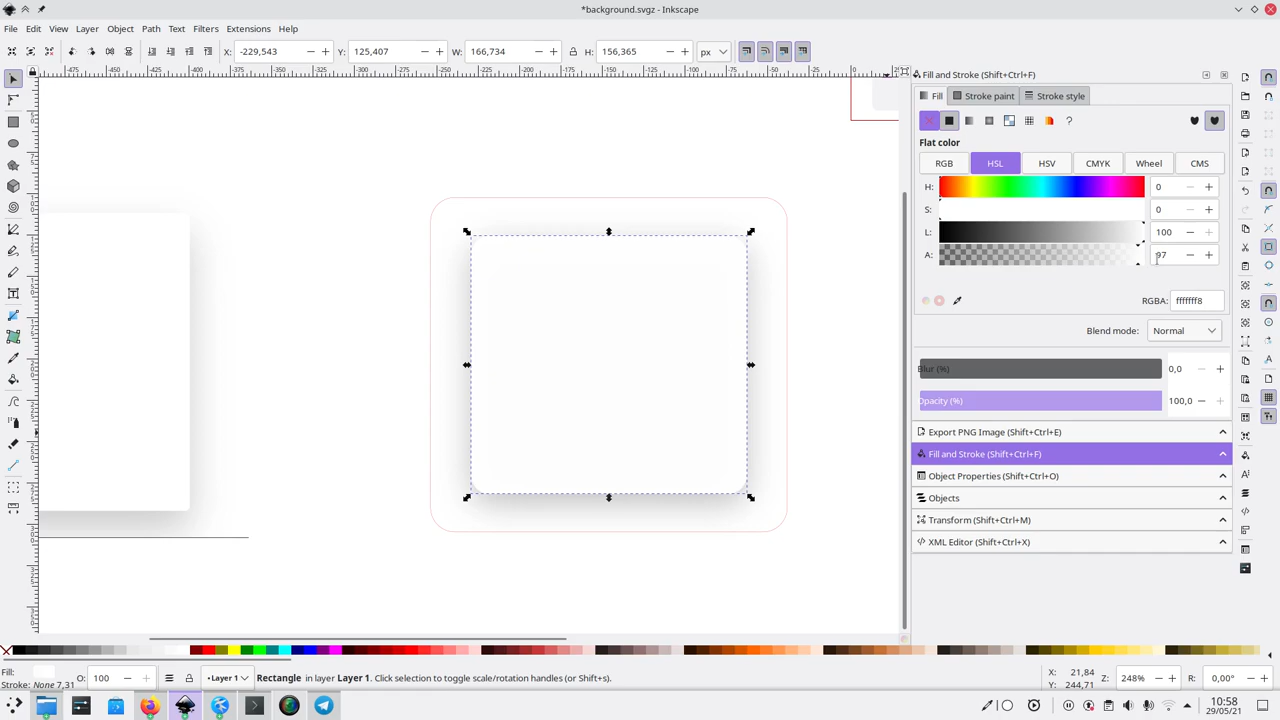 *background.svgz - Inkscape
File Edit View Layer Object Path Text Filters Extensions Help
X: -229,543 Y: 125,407 W: 166,734 H: 156,365 px
Fill and Stroke (Shift+Ctrl+F)
Fill Stroke paint Stroke style
?
Flat color
RGB HSL HSV CMYK Wheel CMS
H: 0
S: 0
L: 100
A: 97
RGBA: fffffff8
Blend mode: Normal
Blur (%) 0,0
Opacity (%) 100,0
Export PNG Image (Shift+Ctrl+E)
Fill and Stroke (Shift+Ctrl+F)
Object Properties (Shift+Ctrl+O)
Objects
Transform (Shift+Ctrl+M)
XML Editor (Shift+Ctrl+X)
Fill:
Stroke: None 7,31
O: 100
Layer 1
Rectangle in layer Layer 1. Click selection to toggle scale/rotation handles (or Shift+s).
X: 21,84
Y: 244,71
Z: 248%
R: 0,00°
10:58
29/05/21